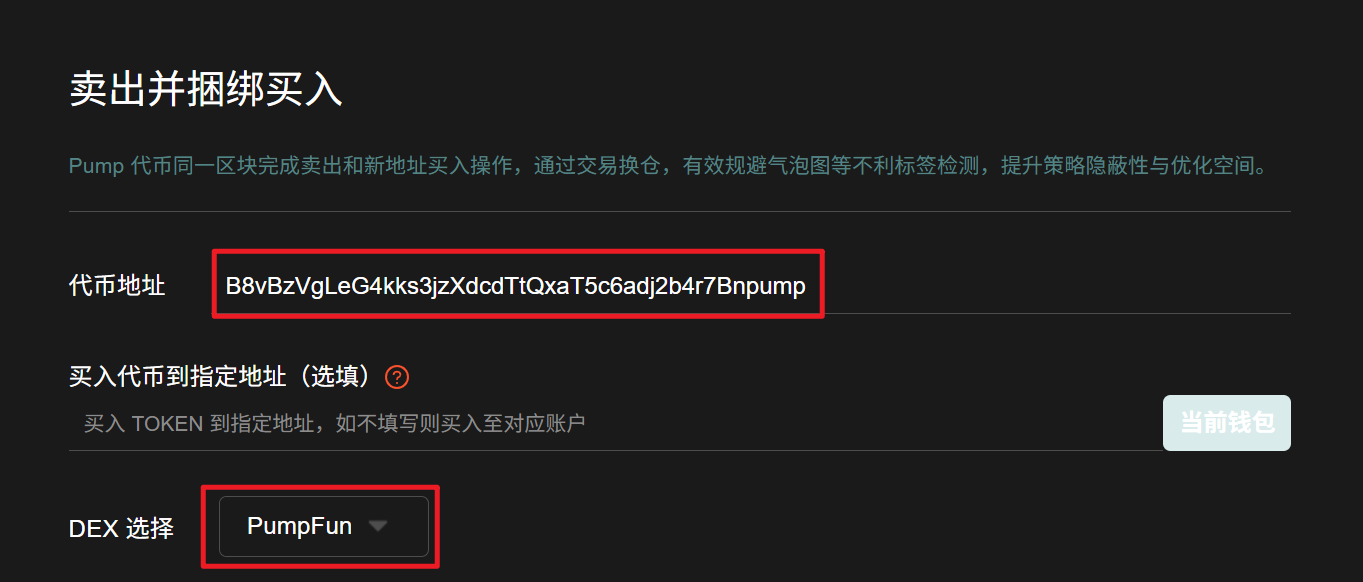 卖出并捆绑买入
Pump 代币同一区块完成卖出和新地址买入操作，通过交易换仓，有效规避气泡图等不利标签检测，提升策略隐蔽性与优化空间。
代币地址 B8vBzVgLeG4kks3jzXdcdTtQxaT5c6adj2b4r7Bnpump
买入代币到指定地址（选填） ?
买入 TOKEN 到指定地址，如不填写则买入至对应账户 当前钱包
DEX 选择 PumpFun